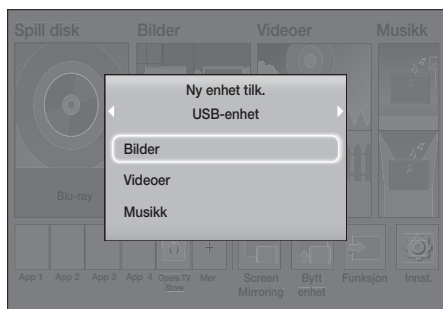 Spill disk
Bilder
Videoer
Musikk
Ny enhet tilk.
USB-enhet
Bilder
Videoer
Musikk
Blu-ray
App 1
App 2
App 3
App 4
Opera TV
Store
Mer
Screen
Mirroring
Bytt
enhet
Funksjon
Innst.